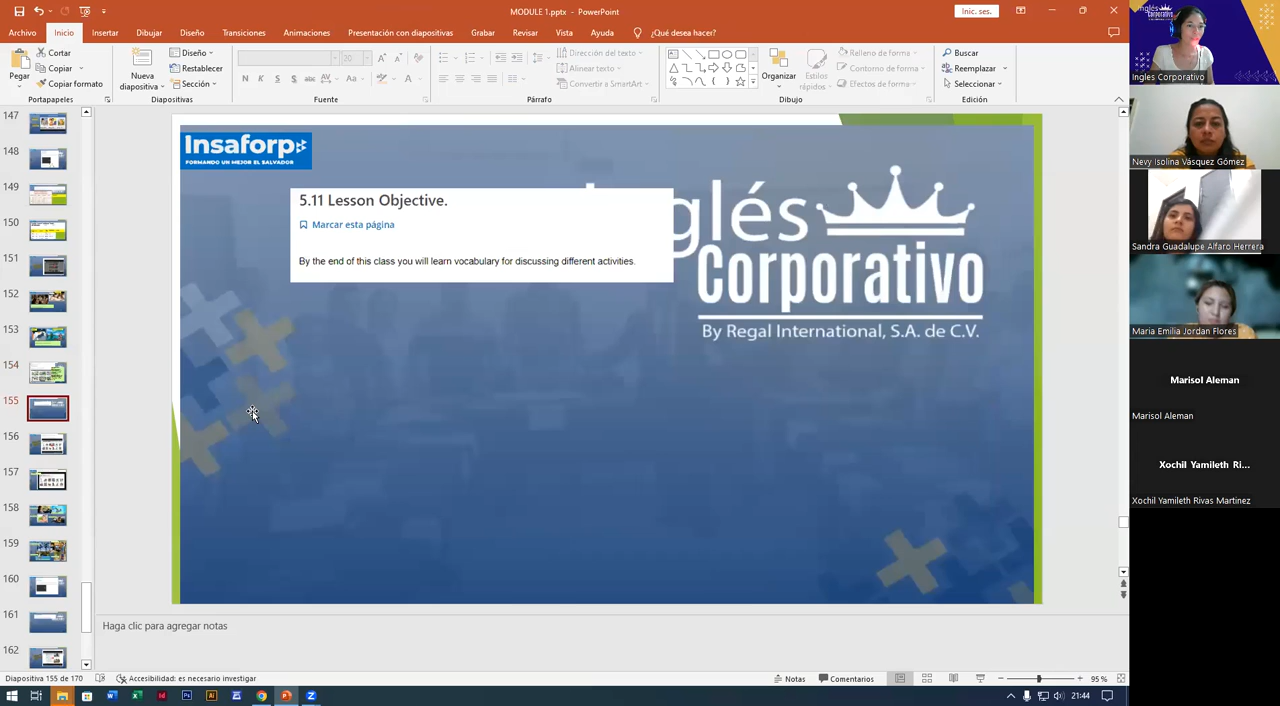 MODULE 1.pptx - PowerPoint
Inic. ses.
Archivo Inicio Insertar Dibujar Diseño Transiciones Animaciones Presentación con diapositivas Grabar Revisar Vista Ayuda ¿Qué desea hacer?
Pegar
Cortar
Copiar
Copiar formato
Portapapeles
Nueva diapositiva
Diseño
Restablecer
Sección
Diapositivas
N K S S abc AV Aa A
Fuente
Dirección del texto
Alinear texto
Convertir a SmartArt
Párrafo
Organizar
Estilos rápidos
Relleno de forma
Contorno de forma
Efectos de forma
Dibujo
Buscar
Reemplazar
Seleccionar
Edición
147
148
149
150
151
152
153
154
155
156
157
158
159
160
161
162
Insaforp
FORMANDO UN MEJOR EL SALVADOR
5.11 Lesson Objective.
Marcar esta página
By the end of this class you will learn vocabulary for discussing different activities.
glés
Corporativo
By Regal International, S.A. de C.V.
Haga clic para agregar notas
Diapositiva 155 de 170
Accesibilidad: es necesario investigar
Notas
Comentarios
95 %
21:44
Inglés
Corporativo
Ingles Corporativo
Nevy Isolina Vásquez Gómez
Sandra Guadalupe Alfaro Herrera
Maria Emilia Jordan Flores
Marisol Aleman
Marisol Aleman
Xochil Yamileth Ri...
Xochil Yamileth Rivas Martinez